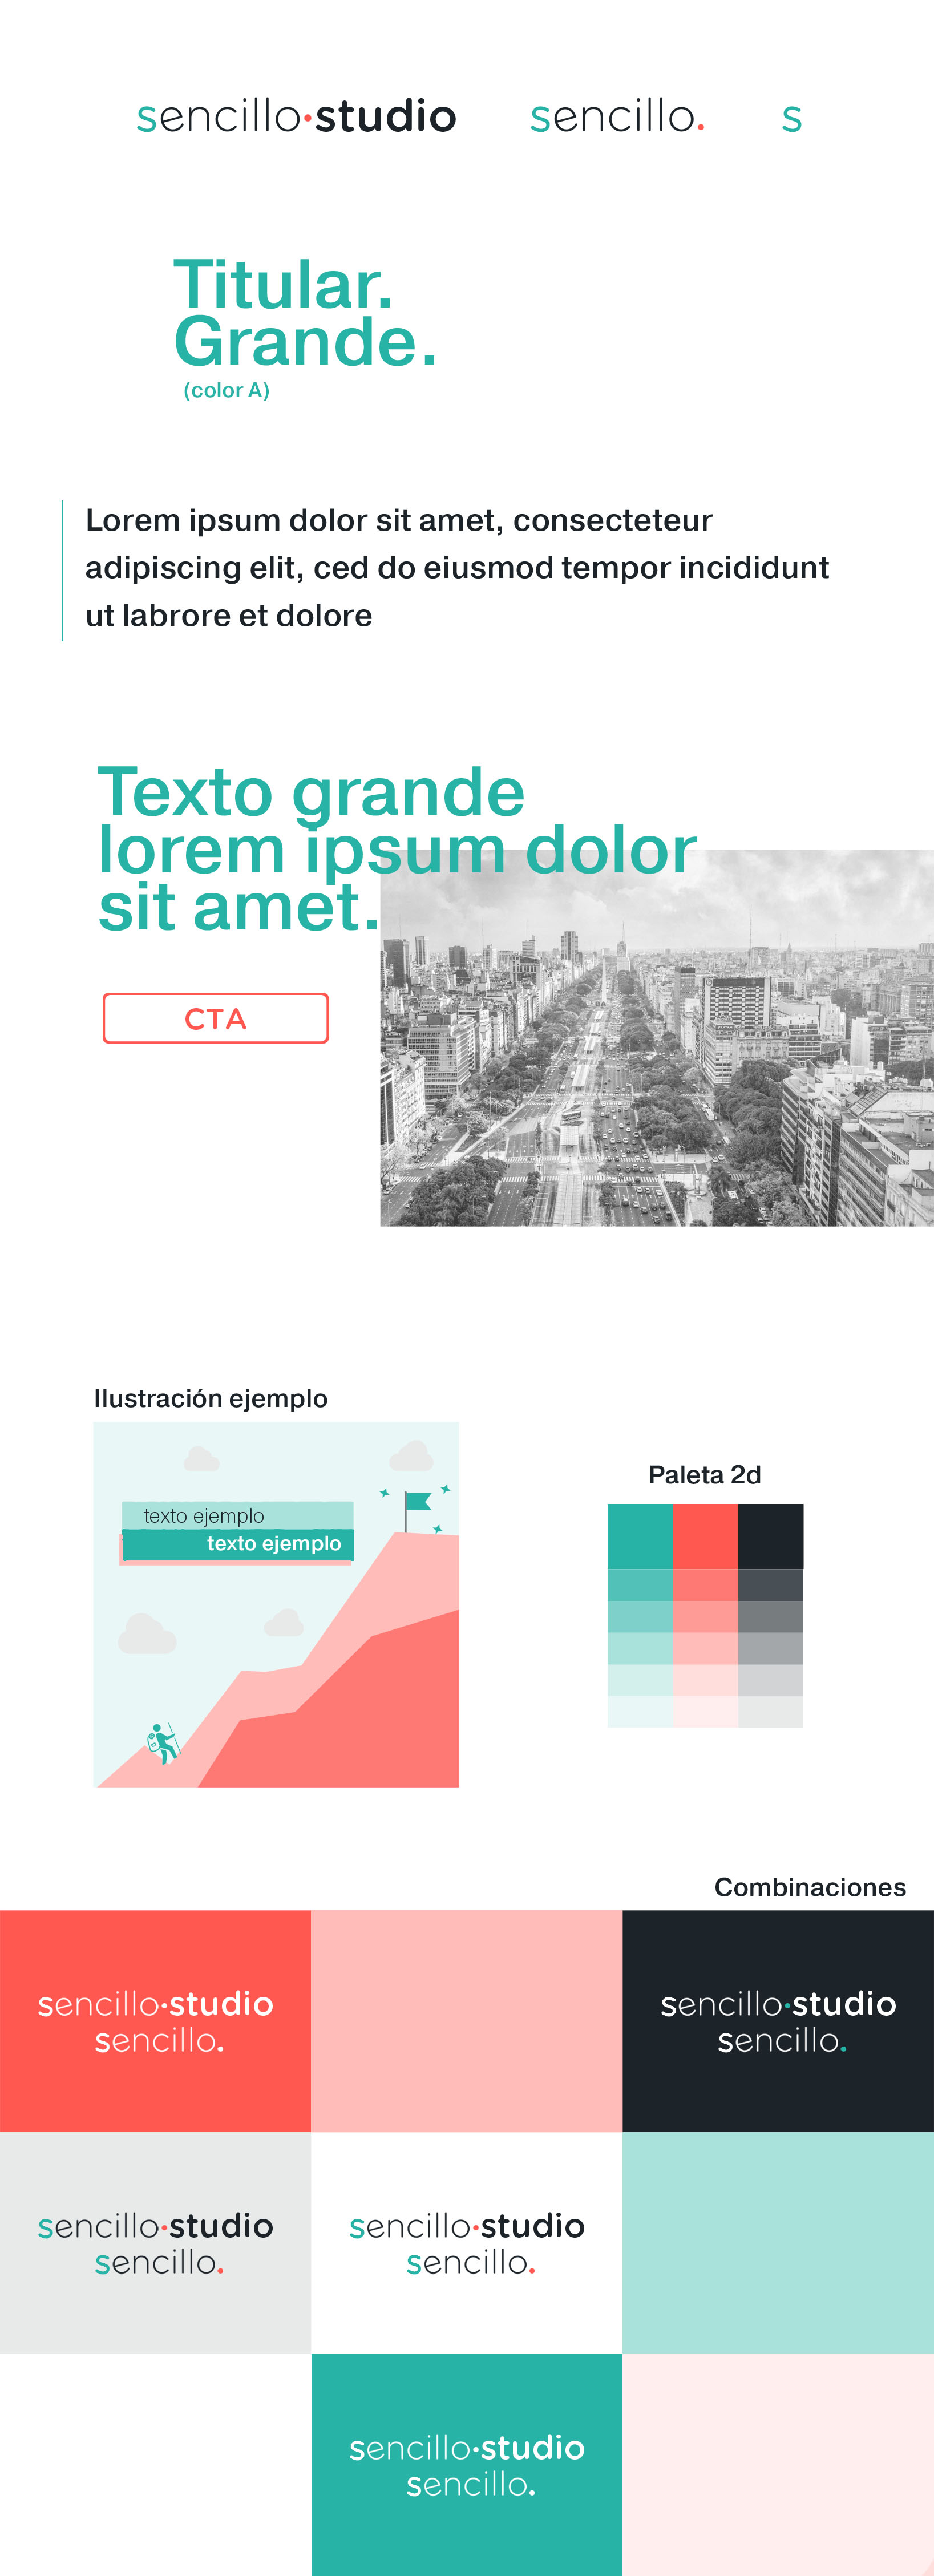 sencillo·studio
sencillo.
s
Titular.
Grande.
(color A)
Lorem ipsum dolor sit amet, consecteteur
adipiscing elit, ced do eiusmod tempor incididunt
ut labrore et dolore
Texto grande
lorem ipsum dolor
sit amet.
CTA
Ilustración ejemplo
texto ejemplo
texto ejemplo
Paleta 2d
Combinaciones
sencillo·studio
sencillo.
sencillo·studio
sencillo.
sencillo·studio
sencillo.
sencillo·studio
sencillo.
sencillo·studio
sencillo.